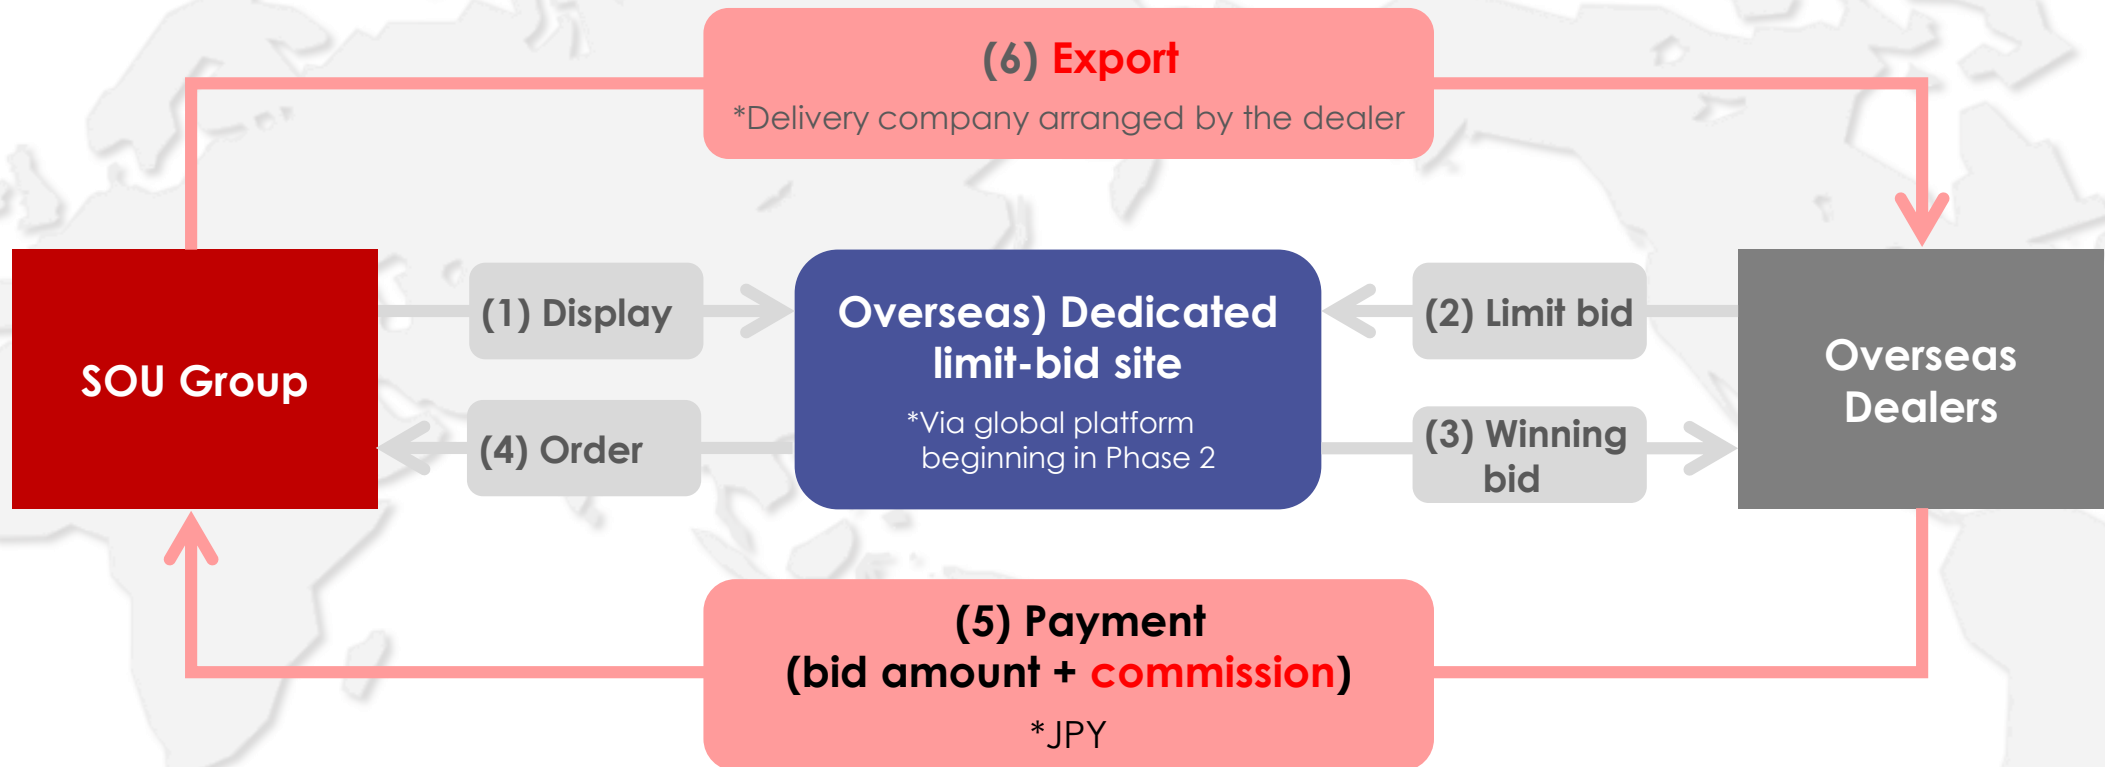 (6) Export
*Delivery company arranged by the dealer
SOU Group
(1) Display
(4) Order
Overseas) Dedicated
limit-bid site
*Via global platform
beginning in Phase 2
(2) Limit bid
(3) Winning
bid
Overseas
Dealers
(5) Payment
(bid amount + commission)
*JPY